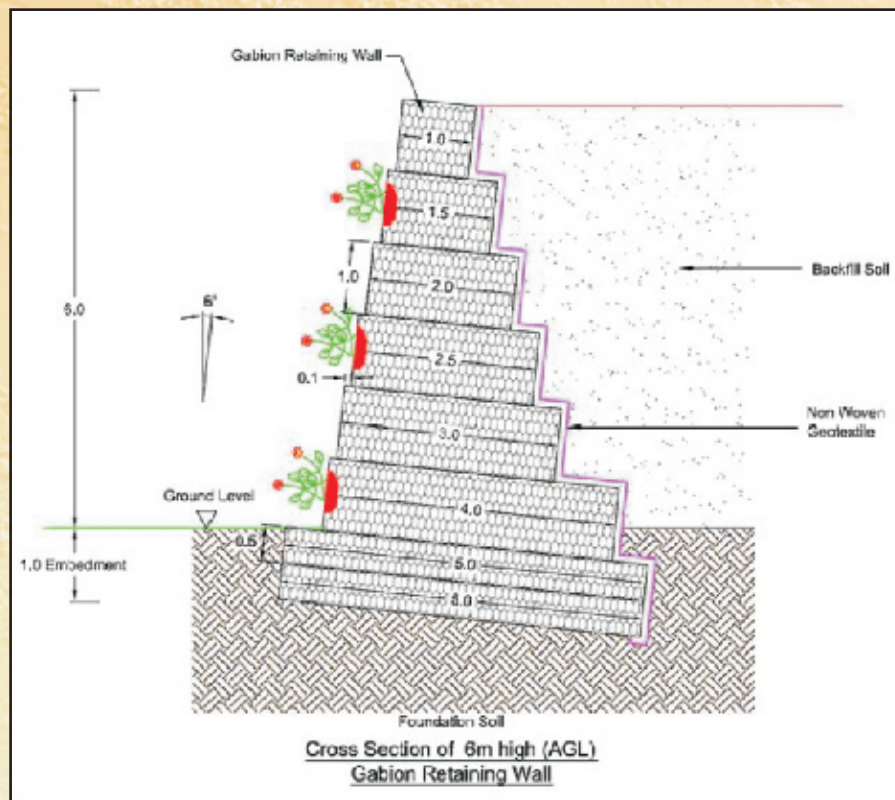 Gabion Retaining Wall
1.0
1.5
1.0
2.0
Backfill Soil
6.0
6°
2.5
0.1
3.0
Non Woven
Geotextile
Ground Level
4.0
0.5
5.0
1.0 Embedment
Foundation Soil
Cross Section of 6m high (AGL)
Gabion Retaining Wall